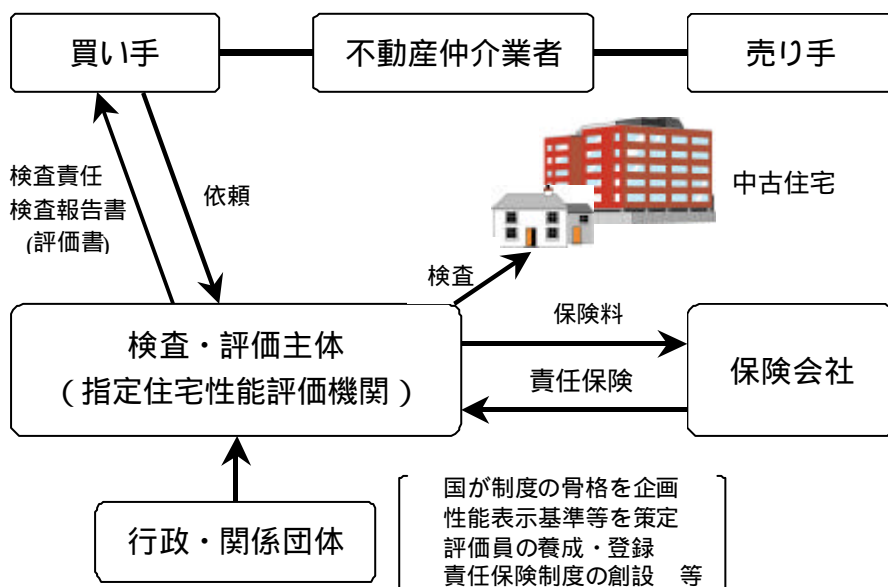 買い手
不動産仲介業者
売り手
検査責任
検査報告書
(評価書)
依頼
中古住宅
検査
検査・評価主体
(指定住宅性能評価機関)
保険料
責任保険
保険会社
行政・関係団体
国が制度の骨格を企画
性能表示基準等を策定
評価員の養成・登録
責任保険制度の創設 等